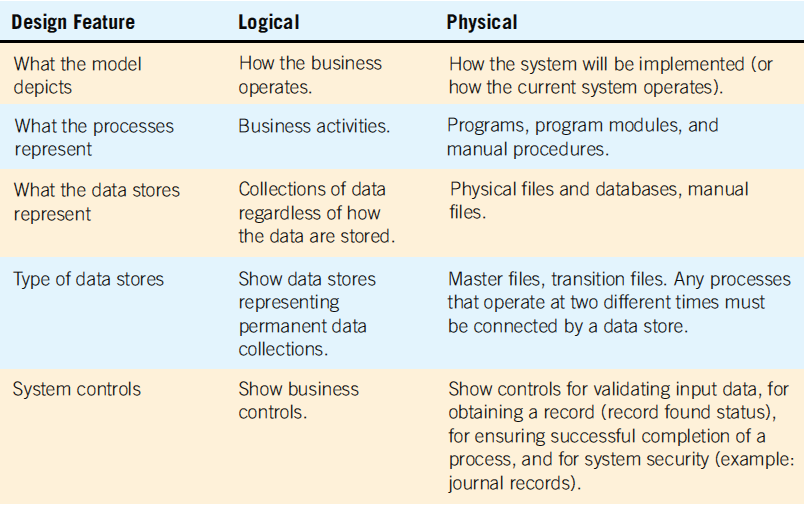 Design Feature
Logical
Physical
What the model
depicts
How the business
operates.
How the system will be implemented (or
how the current system operates).
What the processes
represent
Business activities.
Programs, program modules, and
manual procedures.
What the data stores
represent
Collections of data
regardless of how
the data are stored.
Physical files and databases, manual
files.
Type of data stores
Show data stores
representing
permanent data
collections.
Master files, transition files. Any processes
that operate at two different times must
be connected by a data store.
System controls
Show business
controls.
Show controls for validating input data, for
obtaining a record (record found status),
for ensuring successful completion of a
process, and for system security (example:
journal records).